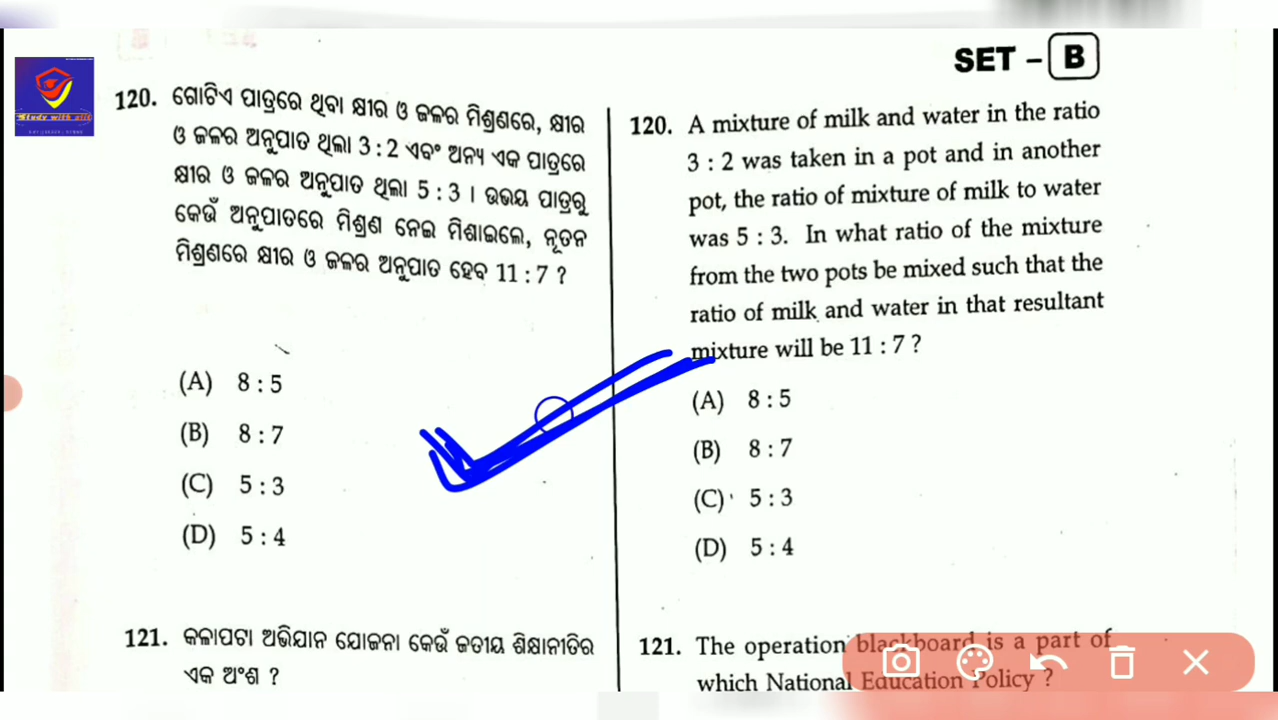 SET – B
Study with atit
120. ଗୋଟିଏ ପାତ୍ରରେ ଥିବା କ୍ଷୀର ଓ ଜଳର ମିଶ୍ରଣରେ, କ୍ଷୀର
ଓ ଜଳର ଅନୁପାତ ଥିଲା 3 : 2 ଏବଂ ଅନ୍ୟ ଏକ ପାତ୍ରରେ
କ୍ଷୀର ଓ ଜଳର ଅନୁପାତ ଥିଲା 5 : 3 । ଉଭୟ ପାତ୍ରରୁ
କେଉଁ ଅନୁପାତରେ ମିଶ୍ରଣ ନେଇ ମିଶାଇଲେ, ନୂତନ
ମିଶ୍ରଣରେ କ୍ଷୀର ଓ ଜଳର ଅନୁପାତ ହେବ 11 : 7 ?
(A) 8 : 5
(B) 8 : 7
(C) 5 : 3
(D) 5 : 4
121. କଳାପଟା ଅଭିଯାନ ଯୋଜନା କେଉଁ ଜାତୀୟ ଶିକ୍ଷାନୀତିର
ଏକ ଅଂଶ ?
120. A mixture of milk and water in the ratio
3 : 2 was taken in a pot and in another
pot, the ratio of mixture of milk to water
was 5 : 3. In what ratio of the mixture
from the two pots be mixed such that the
ratio of milk and water in that resultant
mixture will be 11 : 7 ?
(A) 8 : 5
(B) 8 : 7
(C) 5 : 3
(D) 5 : 4
121. The operation blackboard is a part of
which National Education Policy ?